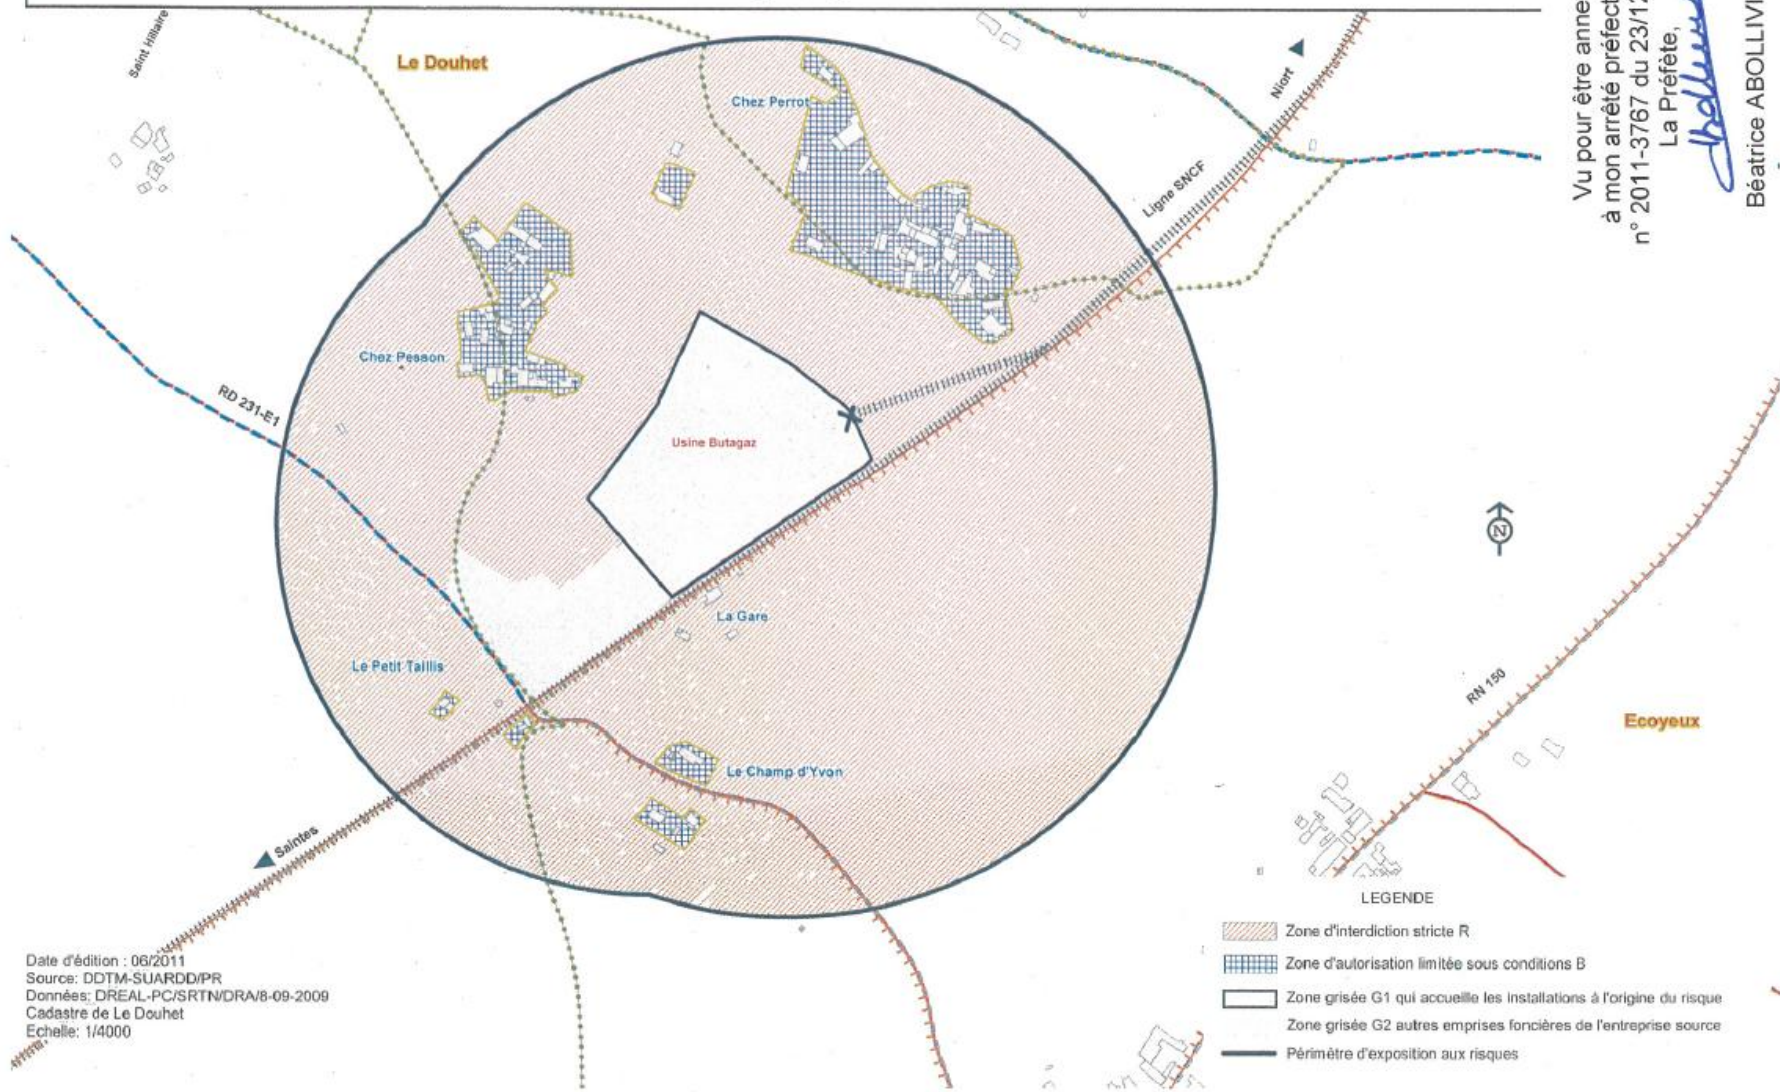 Saint Hillaire
Le Douhet
Chez Perrot
Niort
Ligne SNCF
Vu pour être anne
à mon arrêté préfect
n° 2011-3767 du 23/12
La Préfète,
Béatrice ABOLLIVI
Chez Pesson
RD 231-E1
Usine Butagaz
N
La Gare
Le Petit Taillis
RN 150
Ecoyeux
Le Champ d'Yvon
Saintes
LEGENDE
Zone d'interdiction stricte R
Zone d'autorisation limitée sous conditions B
Zone grisée G1 qui accueille les installations à l'origine du risque
Zone grisée G2 autres emprises foncières de l'entreprise source
Périmètre d'exposition aux risques
Date d'édition : 06/2011
Source: DDTM-SUARDD/PR
Données: DREAL-PC/SRTN/DRA/8-09-2009
Cadastre de Le Douhet
Echelle: 1/4000